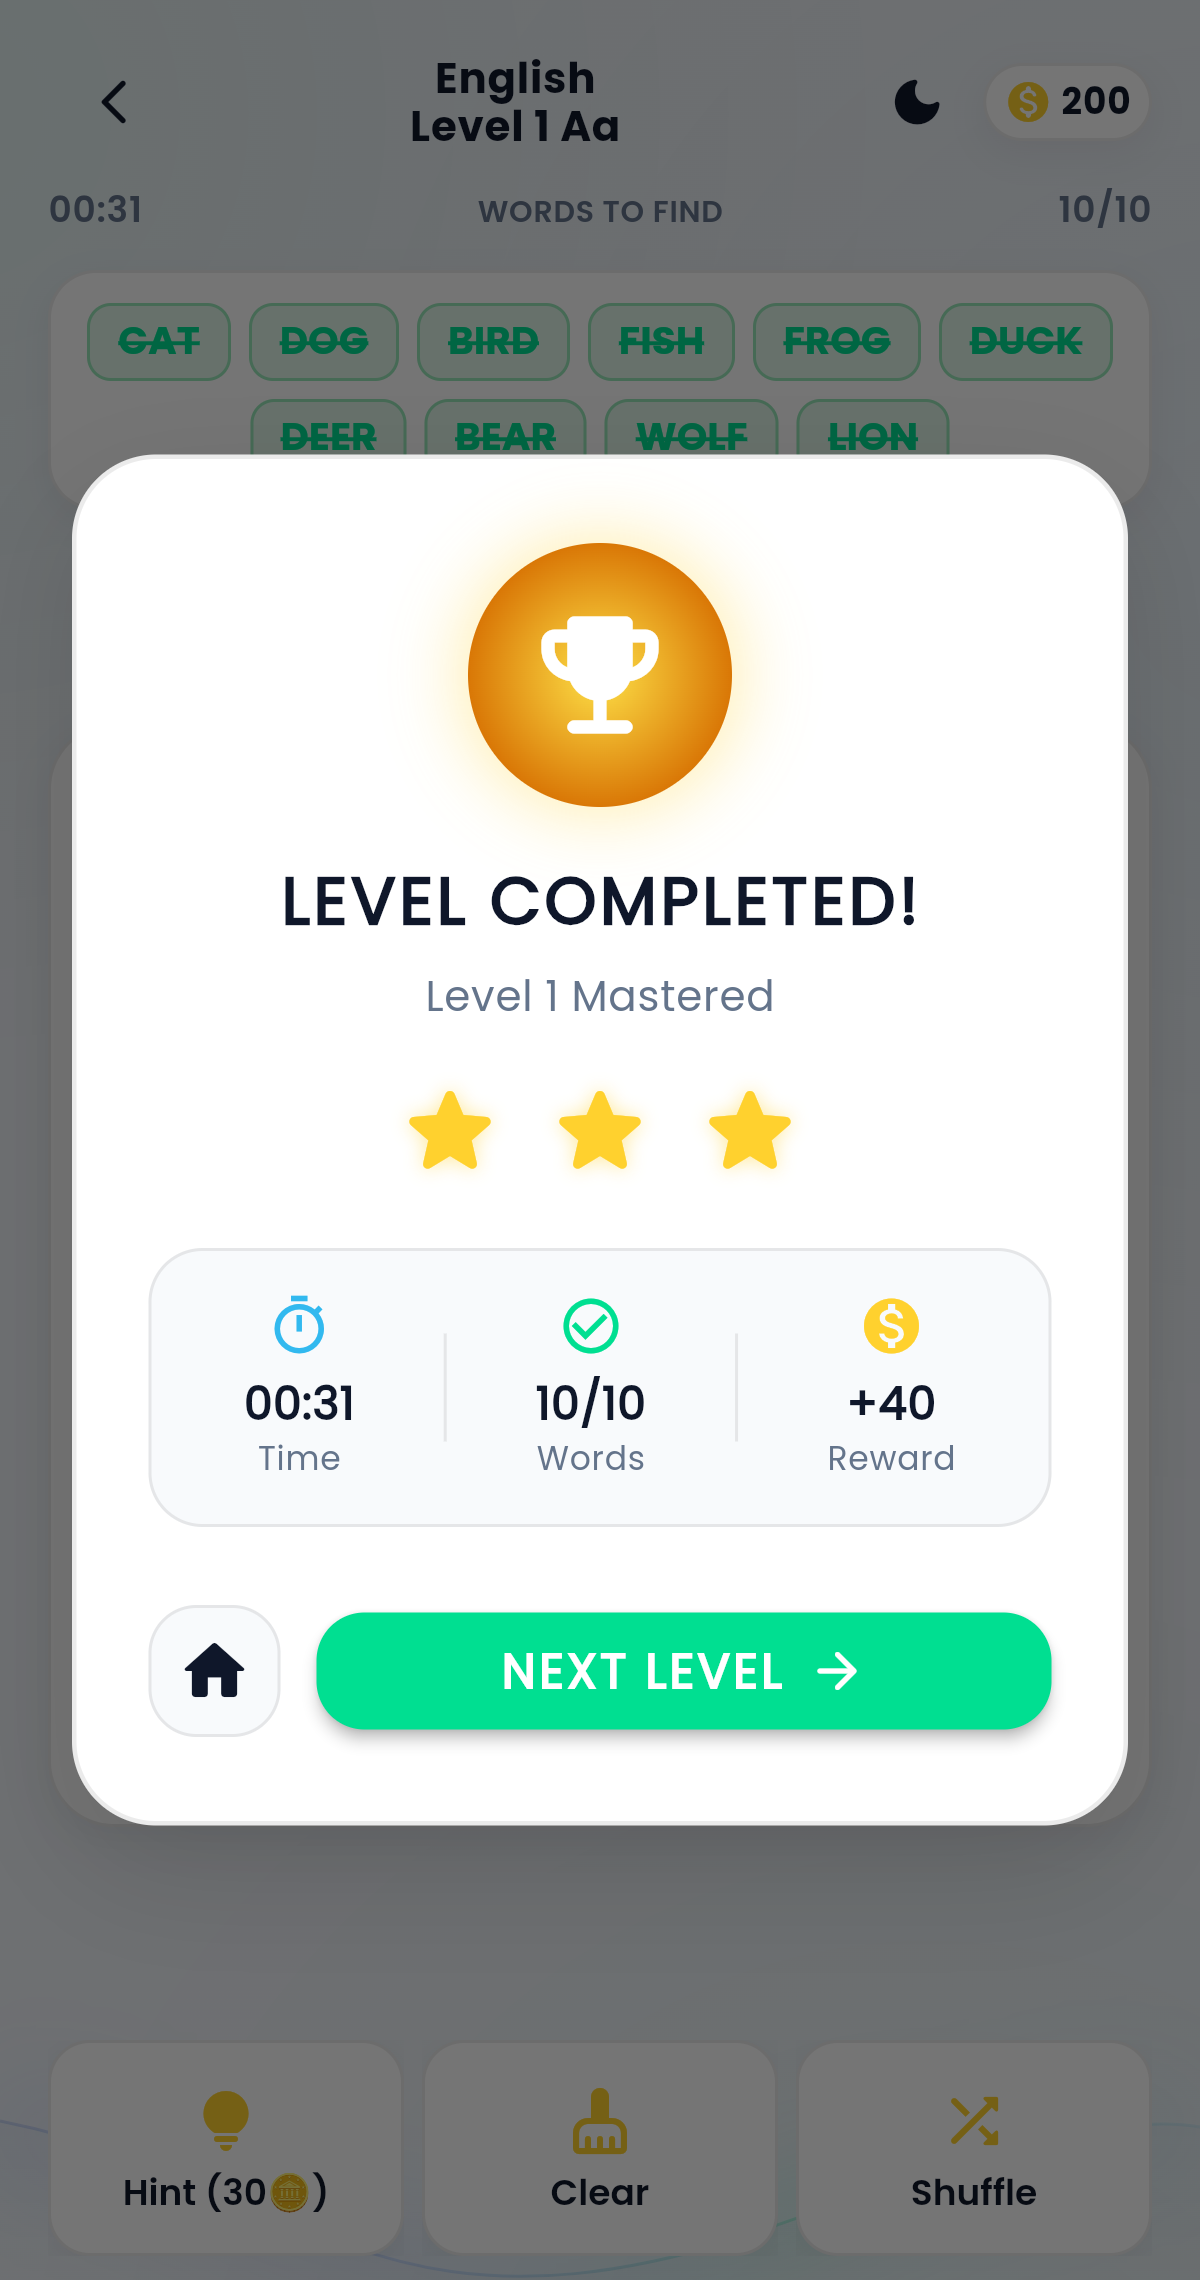 English
Level 1 Aa
200
00:31
WORDS TO FIND
10/10
CAT DOG BIRD FISH FROG DUCK
DEER BEAR WOLF LION
LEVEL COMPLETED!
Level 1 Mastered
00:31 10/10 +40
Time Words Reward
NEXT LEVEL
Hint (30🪙) Clear Shuffle